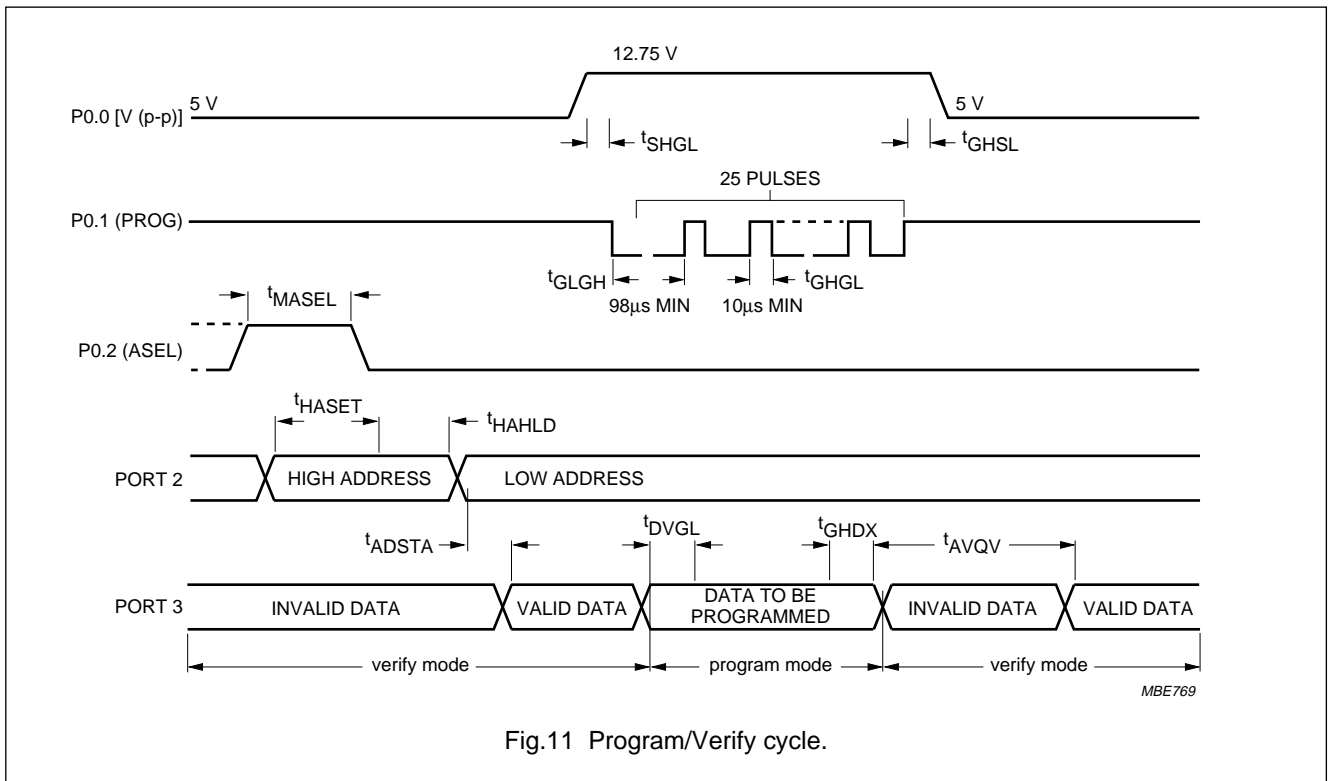 12.75 V
P0.0 [V (p-p)]
5 V
5 V
tSHGL
tGHSL
25 PULSES
P0.1 (PROG)
tGLGH
98µs MIN
10µs MIN
tGHGL
tMASEL
P0.2 (ASEL)
tHASET
tHAHLD
PORT 2
HIGH ADDRESS
LOW ADDRESS
tADSTA
tDVGL
tGHDX
tAVQV
PORT 3
INVALID DATA
VALID DATA
DATA TO BE
PROGRAMMED
INVALID DATA
VALID DATA
verify mode
program mode
verify mode
MBE769
Fig.11 Program/Verify cycle.